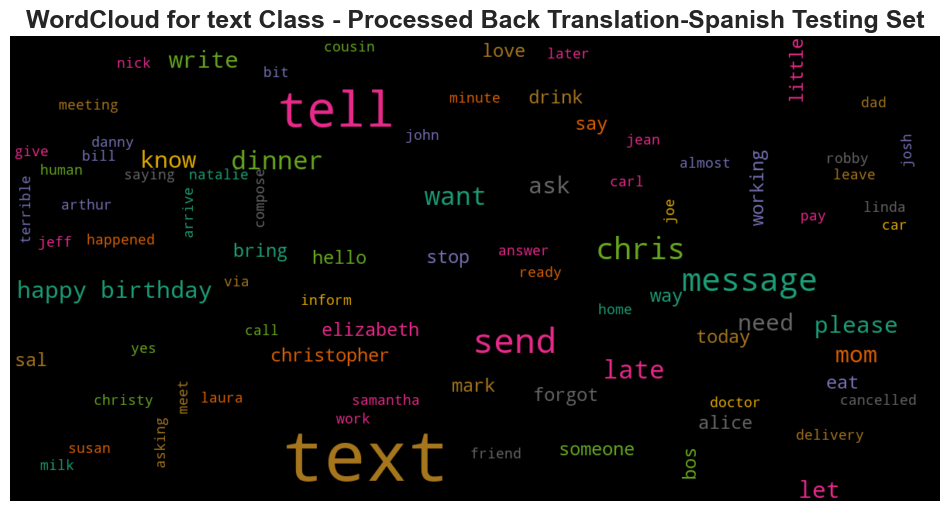 WordCloud for text Class - Processed Back Translation-Spanish Testing Set
cousin
love
later
little
nick
write
bit
meeting
tell
minute
drink
dad
say
john
jean
josh
give
danny
bill
know
dinner
almost
robby
human
saying
natalie
compose
want
ask
carl
working
leave
terrible
arthur
arrive
joe
pay
linda
car
jeff
happened
bring
hello
stop
answer
chris
ready
message
happy birthday
via
inform
way
home
call
elizabeth
send
today
need
please
yes
sal
christopher
late
mom
meet
mark
forgot
eat
christy
laura
samantha
doctor
cancelled
work
alice
asking
text
delivery
susan
milk
friend
someone
bos
let